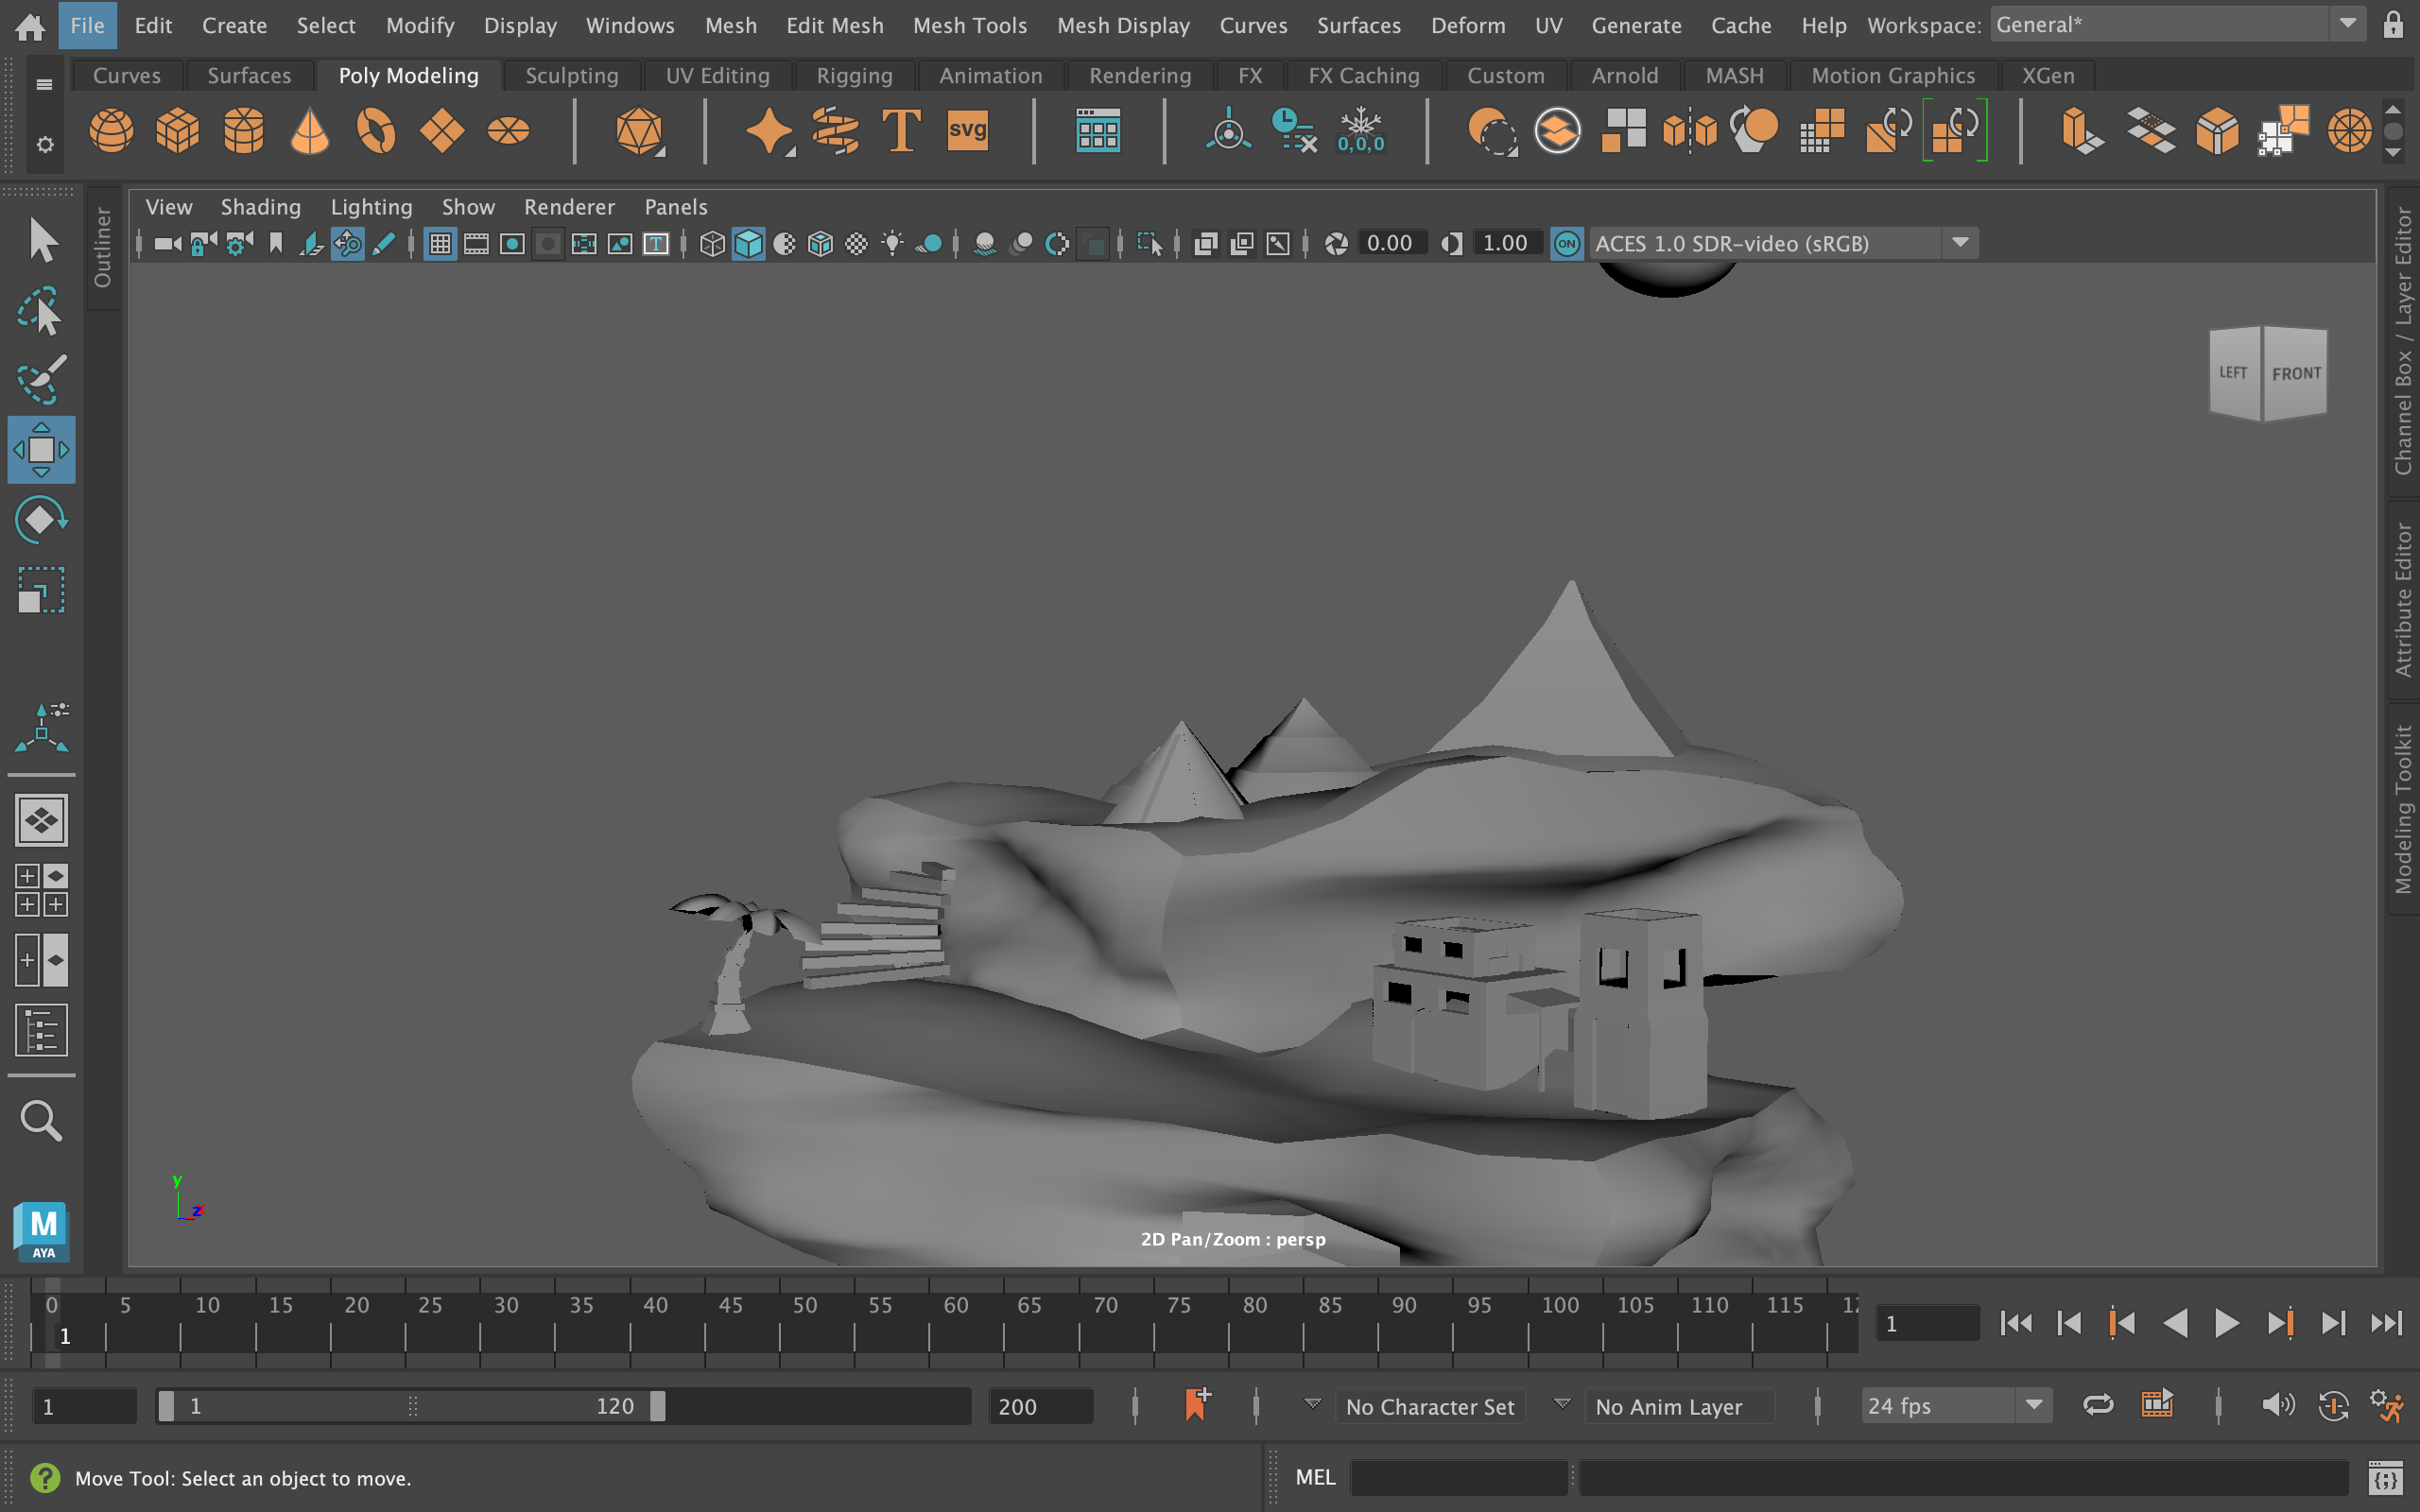 File Edit Create Select Modify Display Windows Mesh Edit Mesh Mesh Tools Mesh Display Curves Surfaces Deform UV Generate Cache Help Workspace: General*
Curves Surfaces Poly Modeling Sculpting UV Editing Rigging Animation Rendering FX FX Caching Custom Arnold MASH Motion Graphics XGen
T svg 0,0,0
Outliner
View Shading Lighting Show Renderer Panels
T 0.00 1.00 ON ACES 1.0 SDR-video (sRGB)
Channel Box / Layer Editor
LEFT FRONT
Attribute Editor
Modeling Toolkit
y
z
M
AYA
2D Pan/Zoom : persp
0 5 10 15 20 25 30 35 40 45 50 55 60 65 70 75 80 85 90 95 100 105 110 115 12
1
1
1 1 120 200 No Character Set No Anim Layer 24 fps
? Move Tool: Select an object to move. MEL {;}